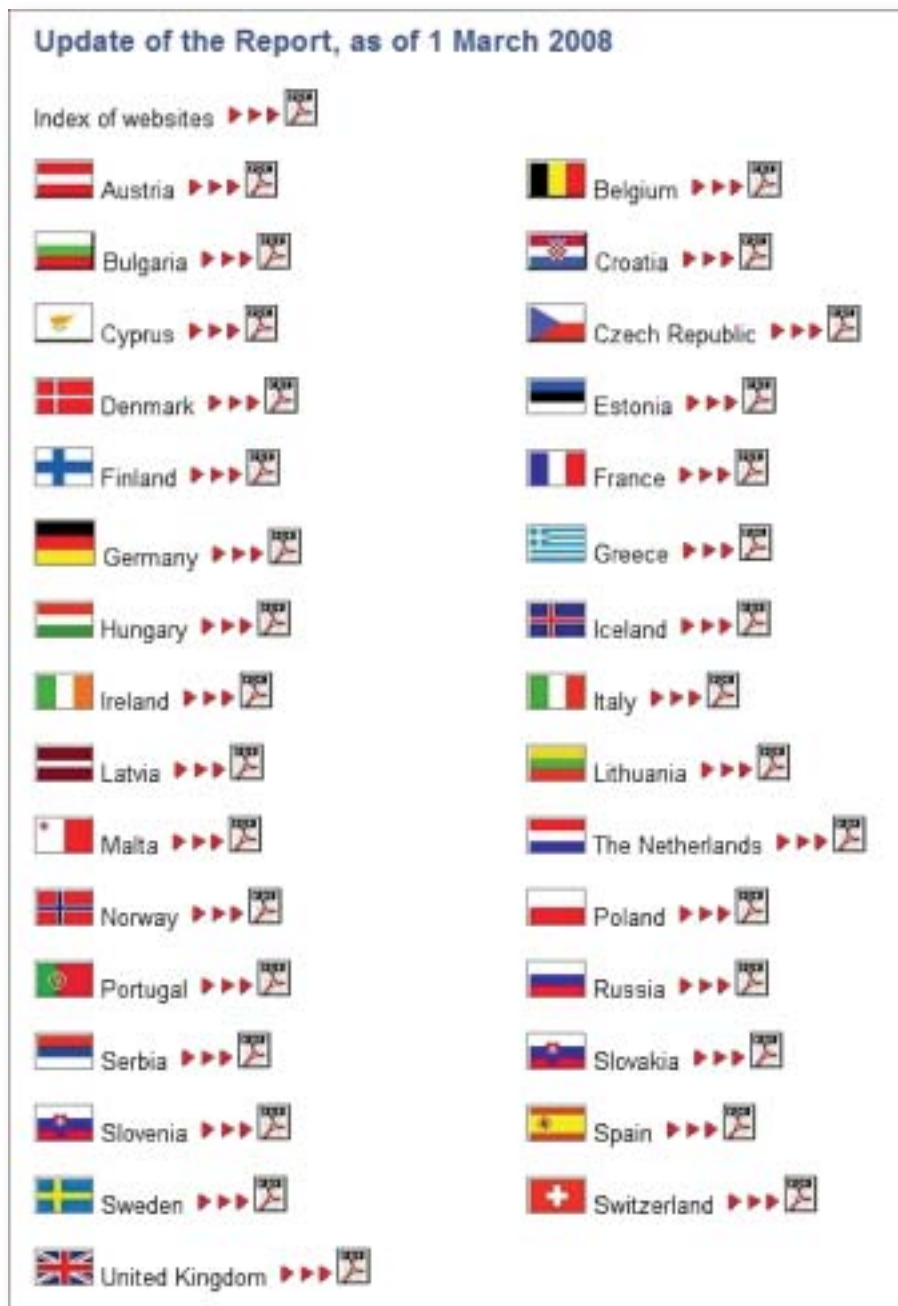 Update of the Report, as of 1 March 2008
Index of websites
Austria
Belgium
Bulgaria
Croatia
Cyprus
Czech Republic
Denmark
Estonia
Finland
France
Germany
Greece
Hungary
Iceland
Ireland
Italy
Latvia
Lithuania
Malta
The Netherlands
Norway
Poland
Portugal
Russia
Serbia
Slovakia
Slovenia
Spain
Sweden
Switzerland
United Kingdom